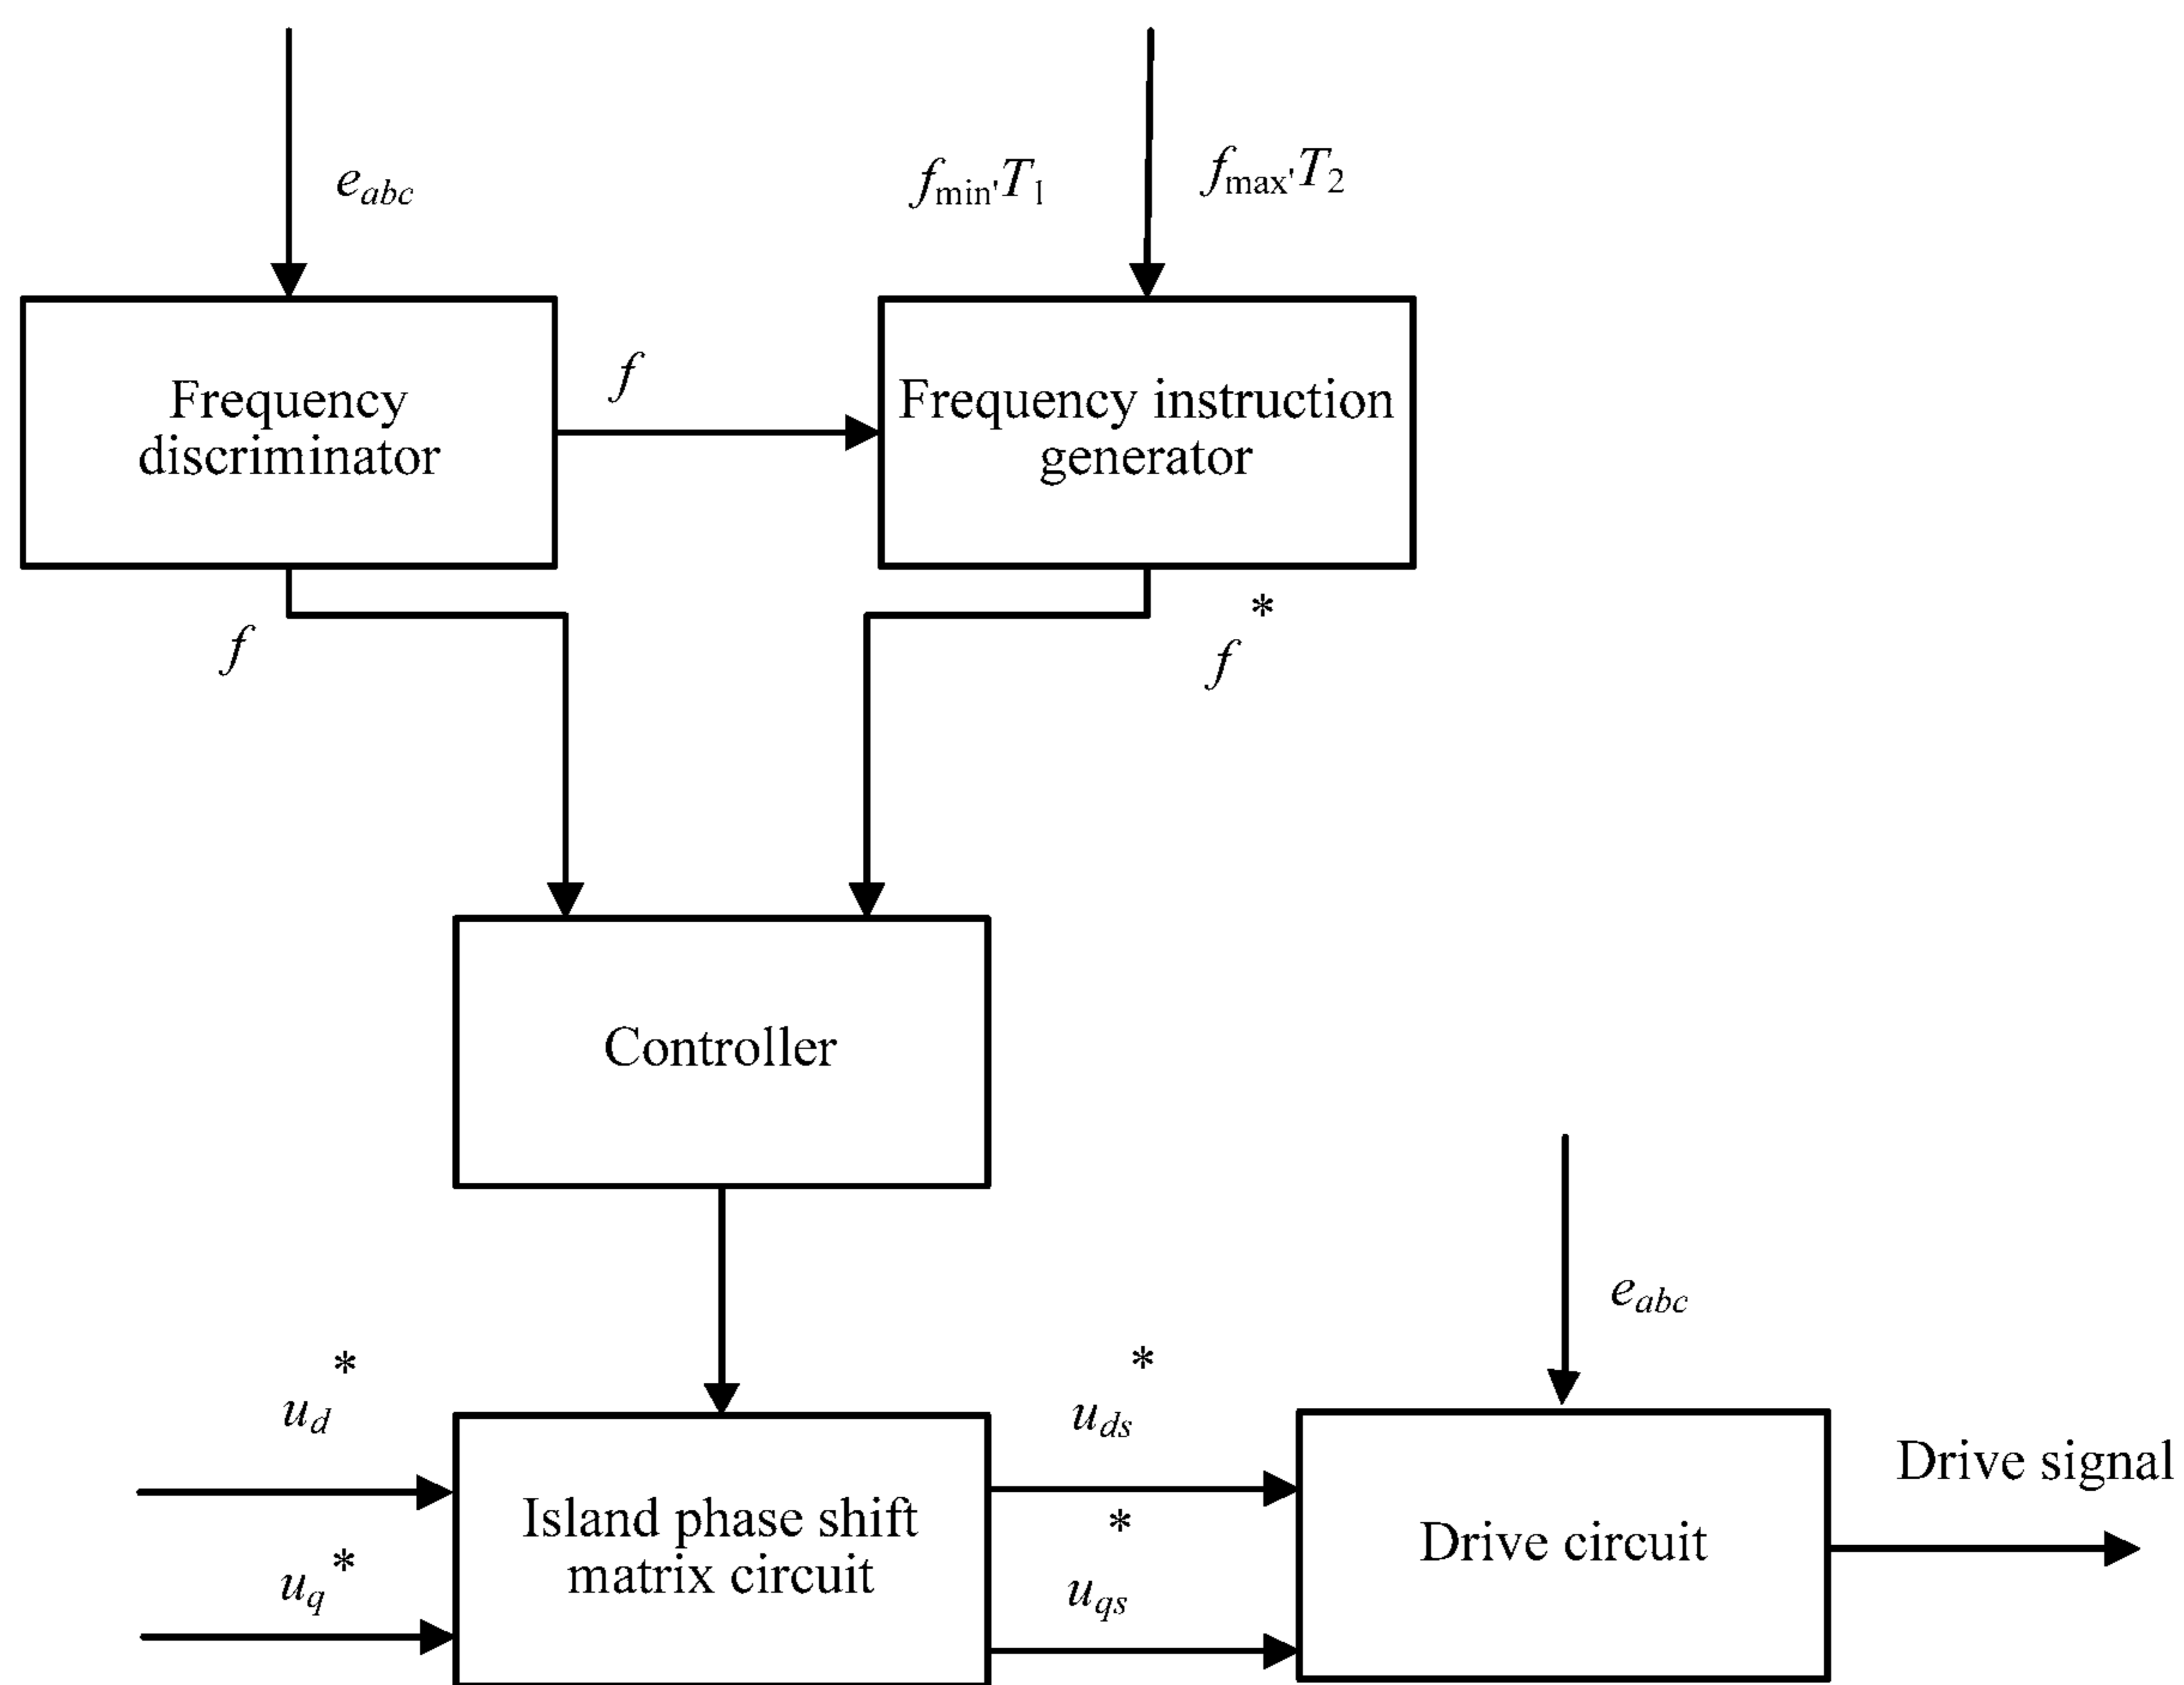 e_abc
f_min, T_1
f_max, T_2
Frequency
discriminator
f
Frequency instruction
generator
f
f*
Controller
e_abc
u_d*
u_q*
Island phase shift
matrix circuit
u_ds*
u_qs*
Drive circuit
Drive signal